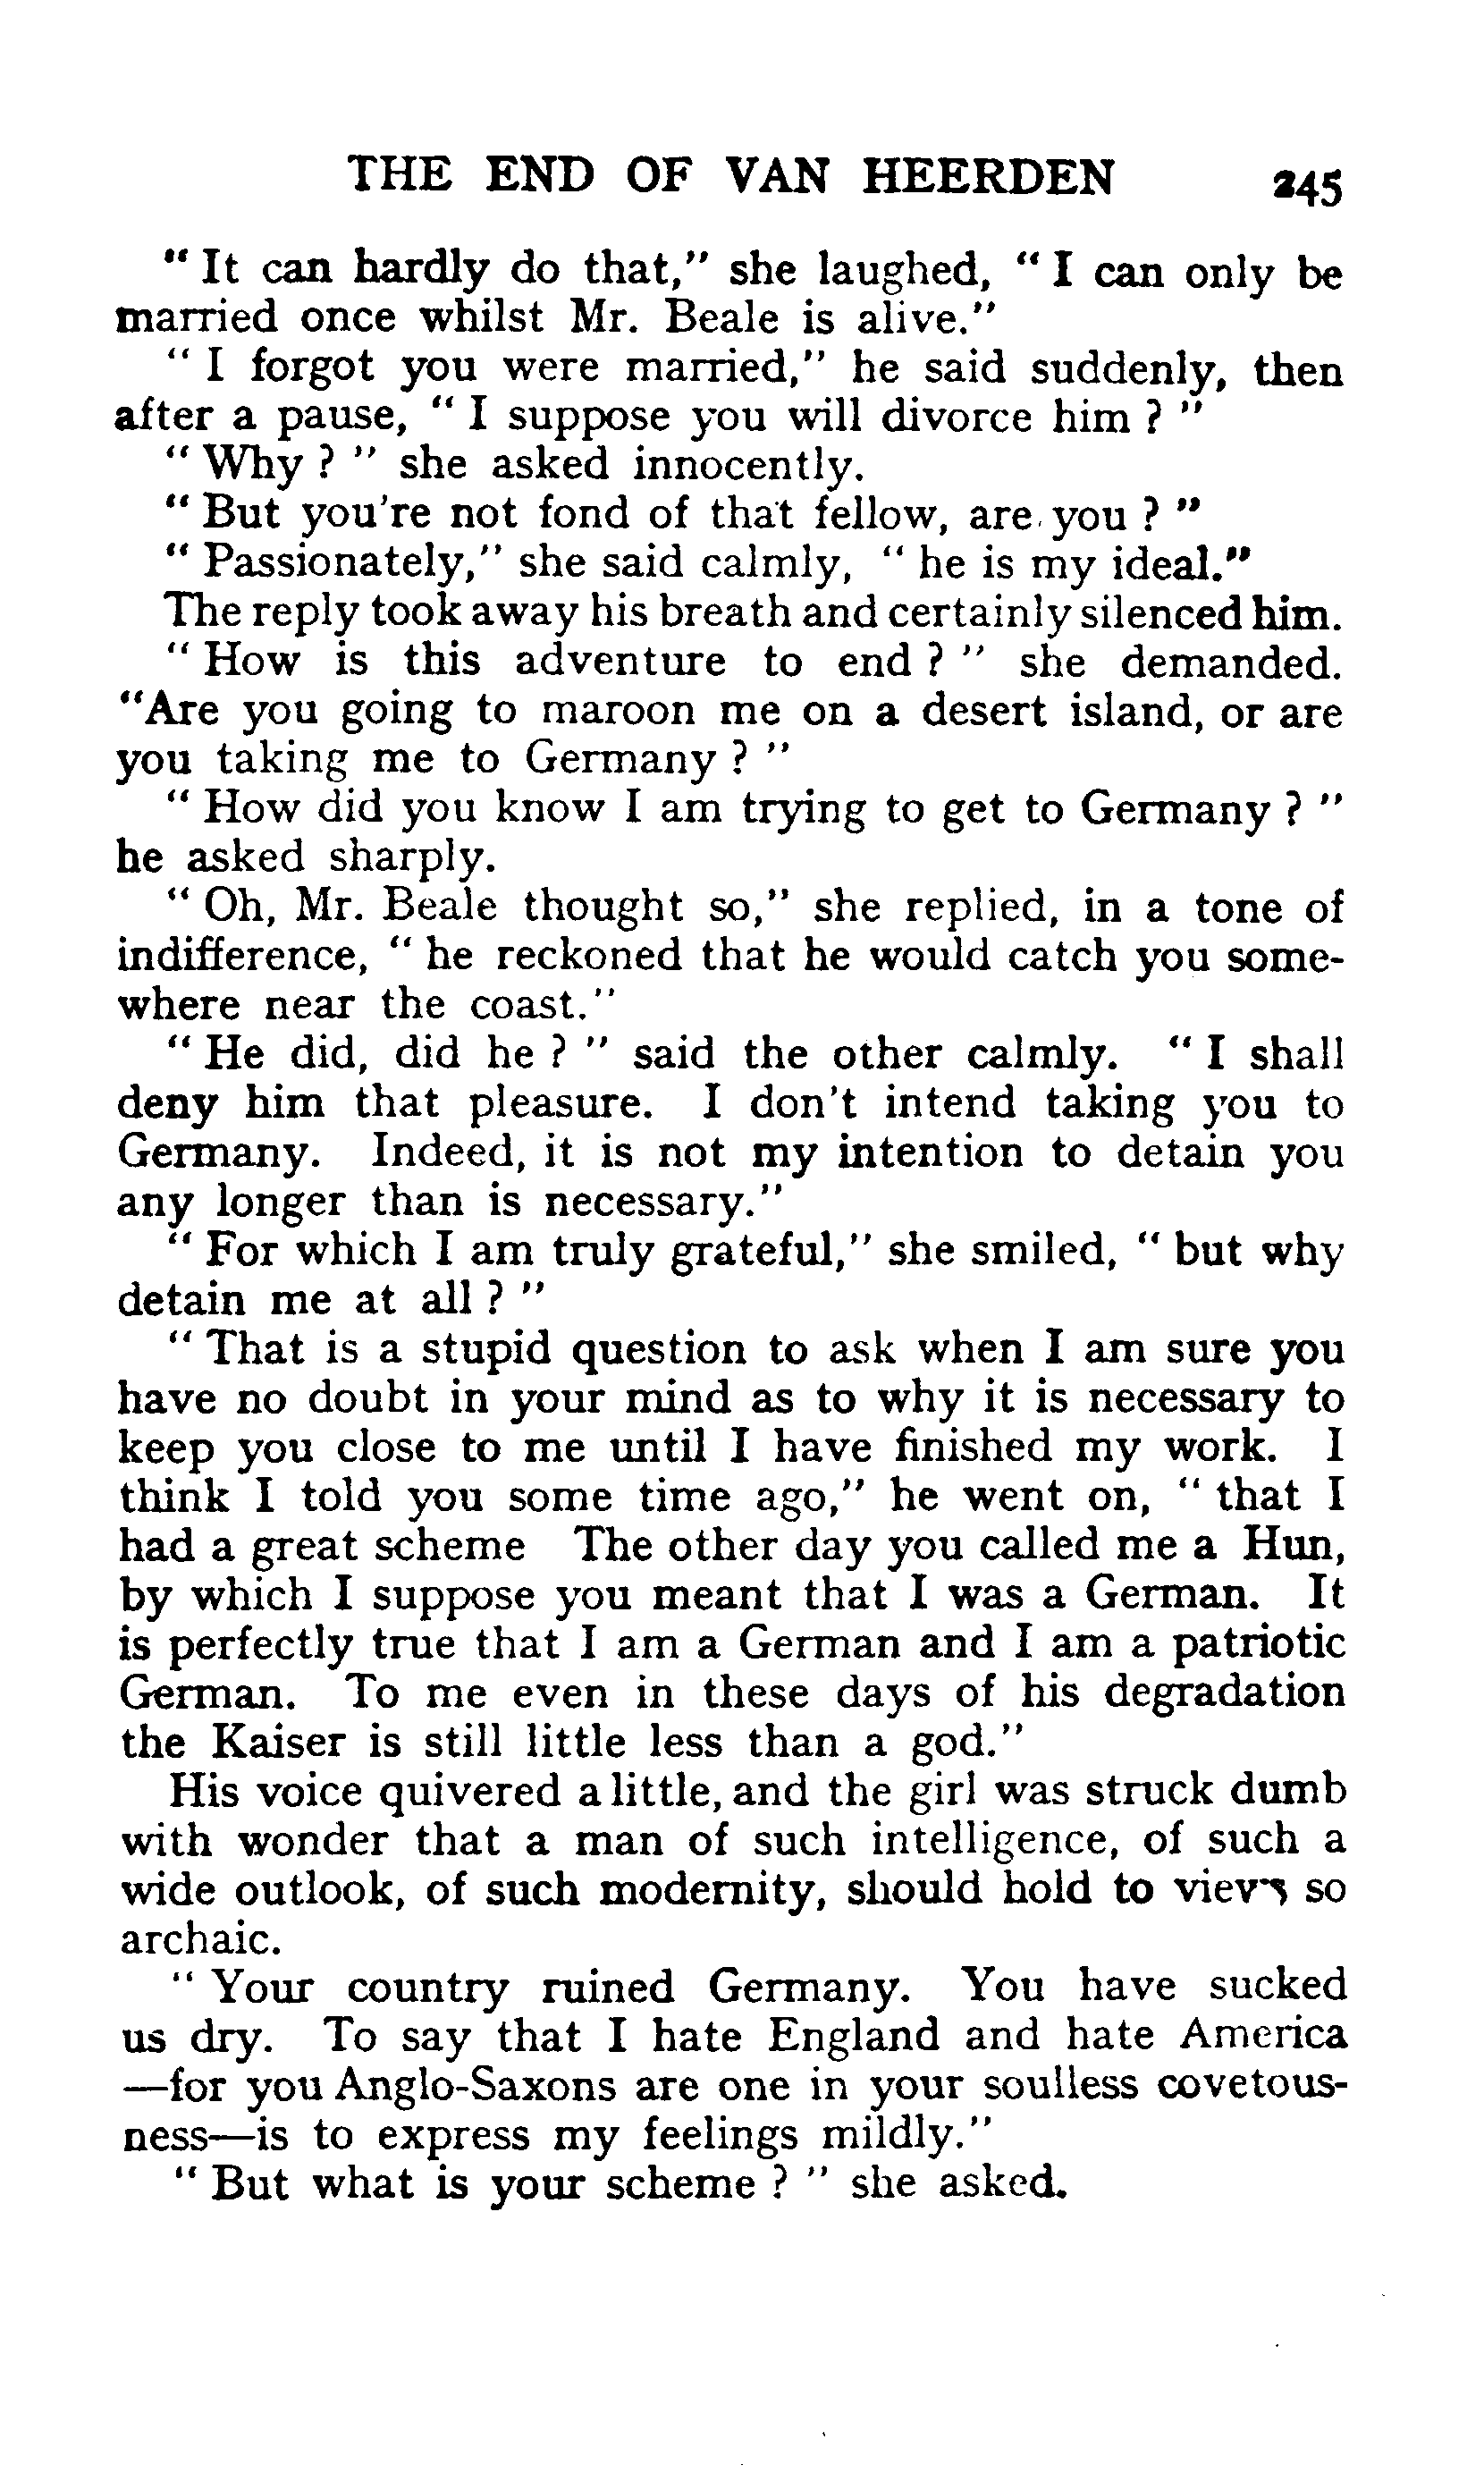 THE END OF VAN HEERDEN 245
" It can hardly do that," she laughed, " I can only be
married once whilst Mr. Beale is alive."
" I forgot you were married," he said suddenly, then
after a pause, " I suppose you will divorce him ? "
" Why ? " she asked innocently.
" But you're not fond of that fellow, are you ? "
" Passionately," she said calmly, " he is my ideal."
The reply took away his breath and certainly silenced him.
" How is this adventure to end ? " she demanded.
"Are you going to maroon me on a desert island, or are
you taking me to Germany ? "
" How did you know I am trying to get to Germany ? "
he asked sharply.
" Oh, Mr. Beale thought so," she replied, in a tone of
indifference, " he reckoned that he would catch you some-
where near the coast."
" He did, did he ? " said the other calmly. " I shall
deny him that pleasure. I don't intend taking you to
Germany. Indeed, it is not my intention to detain you
any longer than is necessary."
" For which I am truly grateful," she smiled, " but why
detain me at all ? "
" That is a stupid question to ask when I am sure you
have no doubt in your mind as to why it is necessary to
keep you close to me until I have finished my work. I
think I told you some time ago," he went on, " that I
had a great scheme The other day you called me a Hun,
by which I suppose you meant that I was a German. It
is perfectly true that I am a German and I am a patriotic
German. To me even in these days of his degradation
the Kaiser is still little less than a god."
His voice quivered a little, and the girl was struck dumb
with wonder that a man of such intelligence, of such a
wide outlook, of such modernity, should hold to views so
archaic.
" Your country ruined Germany. You have sucked
us dry. To say that I hate England and hate America
—for you Anglo-Saxons are one in your soulless covetous-
ness—is to express my feelings mildly."
" But what is your scheme ? " she asked.